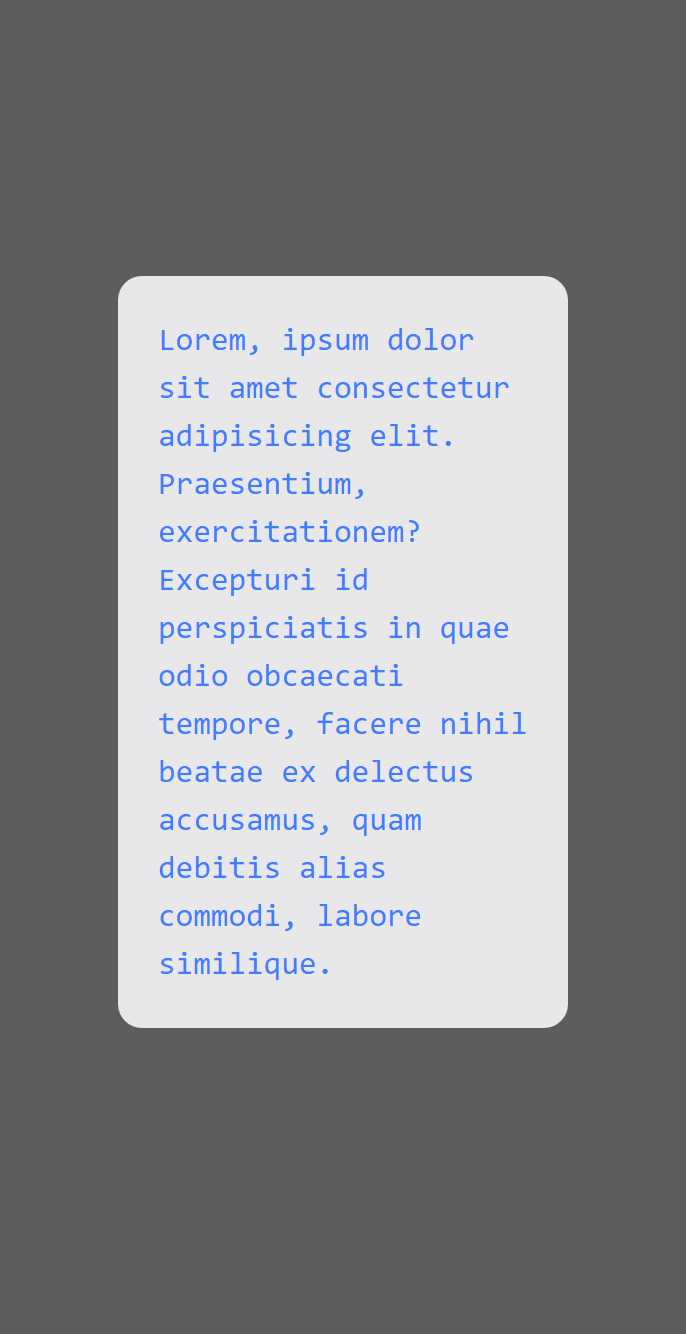 Lorem, ipsum dolor
sit amet consectetur
adipisicing elit.
Praesentium,
exercitationem?
Excepturi id
perspiciatis in quae
odio obcaecati
tempore, facere nihil
beatae ex delectus
accusamus, quam
debitis alias
commodi, labore
similique.